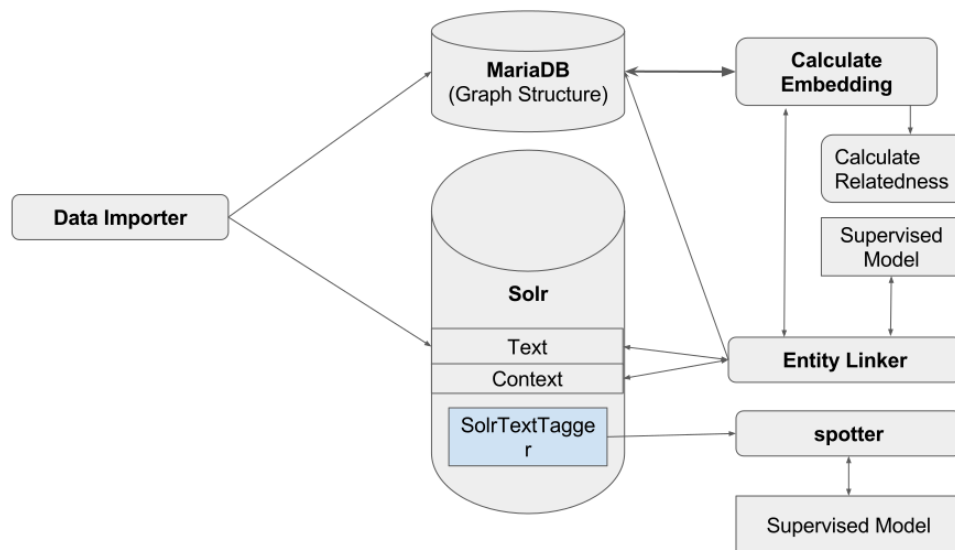 MariaDB
(Graph Structure)
Calculate
Embedding
Calculate
Relatedness
Data Importer
Supervised
Model
Solr
Text
Context
Entity Linker
SolrTextTagge
r
spotter
Supervised Model